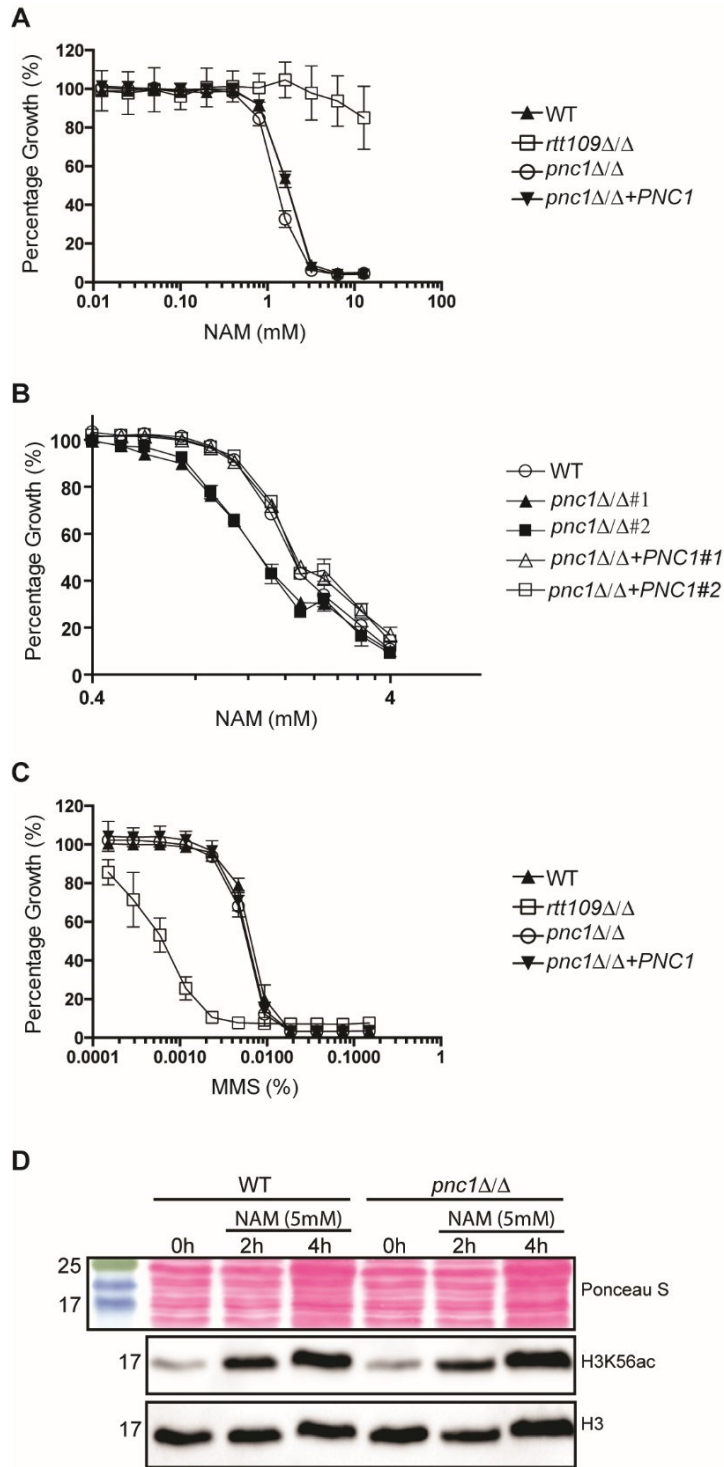 A
Percentage Growth (%)
120
100
80
60
40
20
0
0.01
0.10
1
10
100
NAM (mM)
WT
rtt109Δ/Δ
pnc1Δ/Δ
pnc1Δ/Δ+PNC1
B
Percentage Growth (%)
100
80
60
40
20
0
0.4
4
NAM (mM)
WT
pnc1Δ/Δ#1
pnc1Δ/Δ#2
pnc1Δ/Δ+PNC1#1
pnc1Δ/Δ+PNC1#2
C
Percentage Growth (%)
120
100
80
60
40
20
0
0.0001
0.0010
0.0100
0.1000
1
MMS (%)
WT
rtt109Δ/Δ
pnc1Δ/Δ
pnc1Δ/Δ+PNC1
D
WT pnc1Δ/Δ
NAM (5mM) NAM (5mM)
0h 2h 4h 0h 2h 4h
25
17
Ponceau S
17 H3K56ac
17 H3